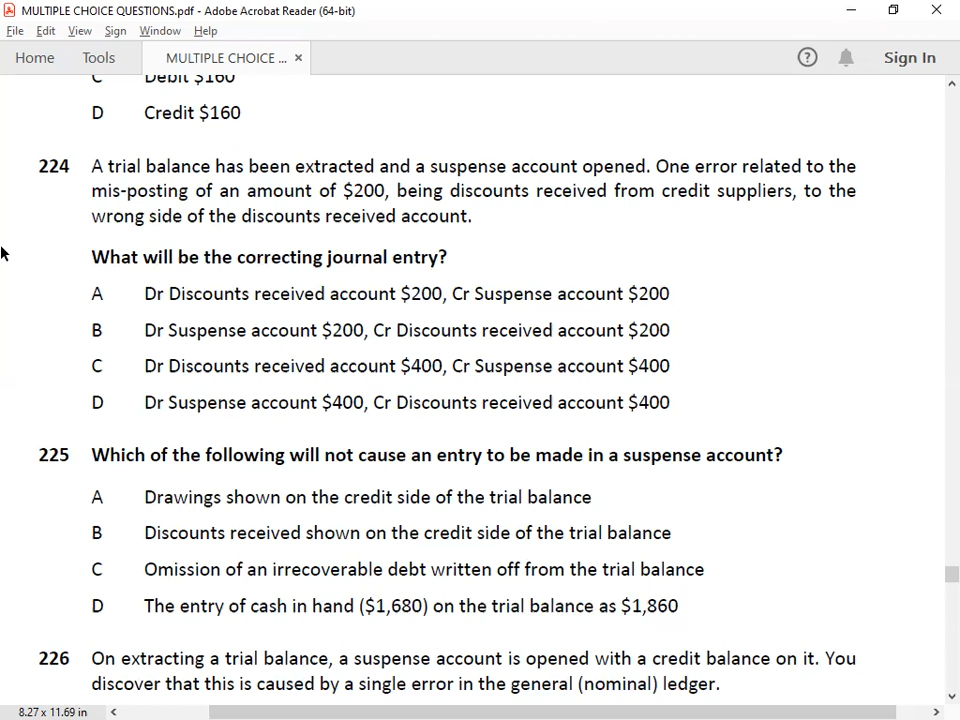 MULTIPLE CHOICE QUESTIONS.pdf - Adobe Acrobat Reader (64-bit)
File Edit View Sign Window Help
Home Tools MULTIPLE CHOICE ... × ? Sign In
C Debit $160
D Credit $160
224 A trial balance has been extracted and a suspense account opened. One error related to the
mis-posting of an amount of $200, being discounts received from credit suppliers, to the
wrong side of the discounts received account.
What will be the correcting journal entry?
A Dr Discounts received account $200, Cr Suspense account $200
B Dr Suspense account $200, Cr Discounts received account $200
C Dr Discounts received account $400, Cr Suspense account $400
D Dr Suspense account $400, Cr Discounts received account $400
225 Which of the following will not cause an entry to be made in a suspense account?
A Drawings shown on the credit side of the trial balance
B Discounts received shown on the credit side of the trial balance
C Omission of an irrecoverable debt written off from the trial balance
D The entry of cash in hand ($1,680) on the trial balance as $1,860
226 On extracting a trial balance, a suspense account is opened with a credit balance on it. You
discover that this is caused by a single error in the general (nominal) ledger.
8.27 x 11.69 in